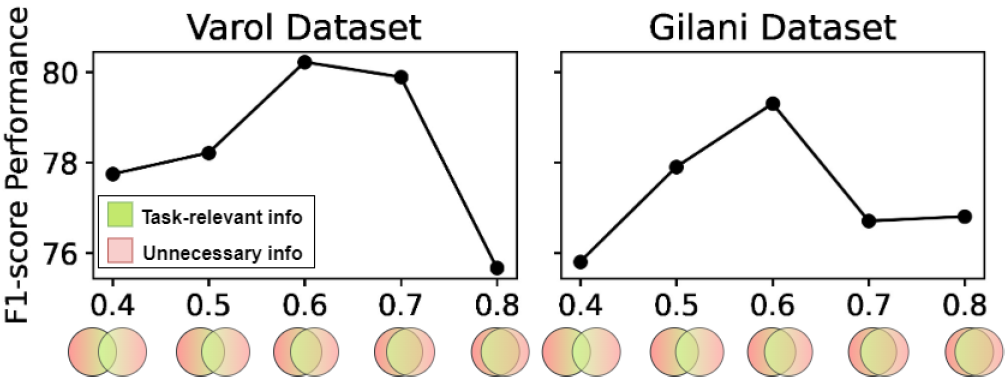 Varol Dataset
Gilani Dataset
F1-score Performance
80
78
76
Task-relevant info
Unnecessary info
0.4 0.5 0.6 0.7 0.8
0.4 0.5 0.6 0.7 0.8